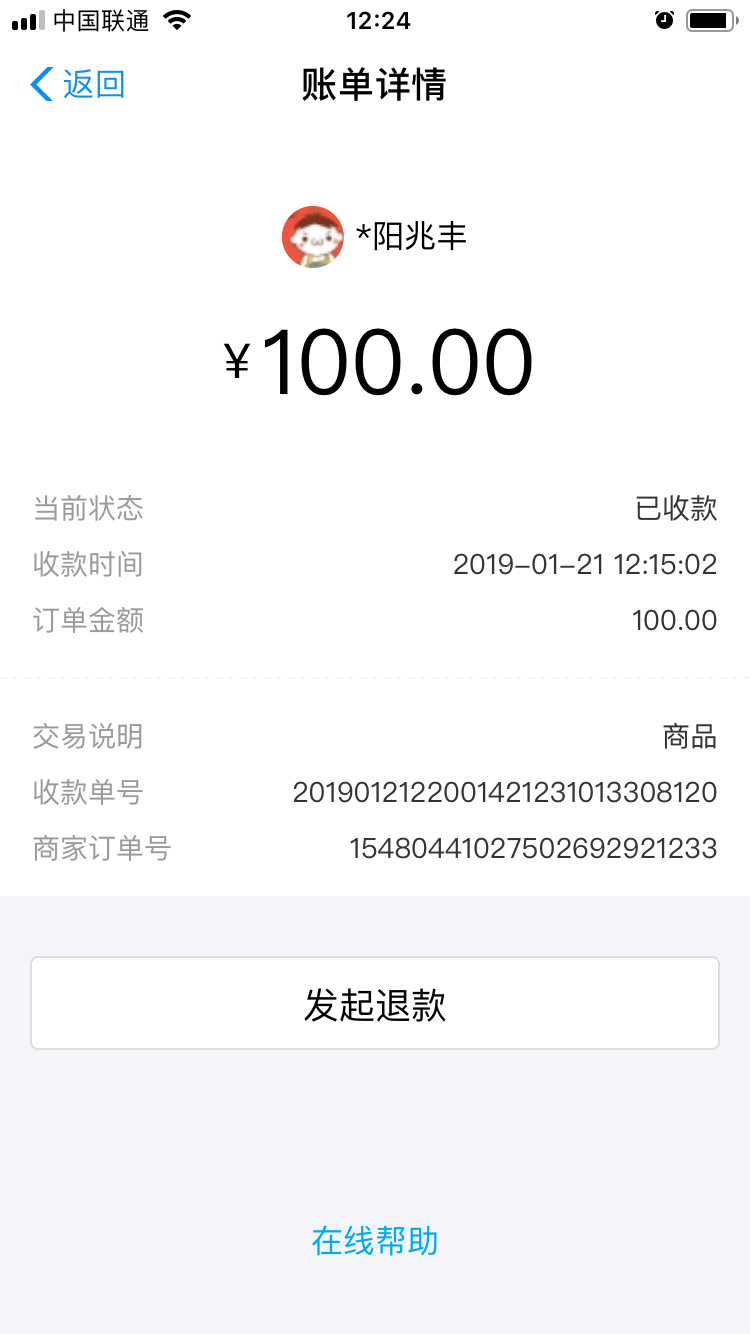 中国联通 12:24
返回 账单详情
*阳兆丰
¥100.00
当前状态 已收款
收款时间 2019-01-21 12:15:02
订单金额 100.00
交易说明 商品
收款单号 2019012122001421231013308120
商家订单号 15480441027502692921233
发起退款
在线帮助